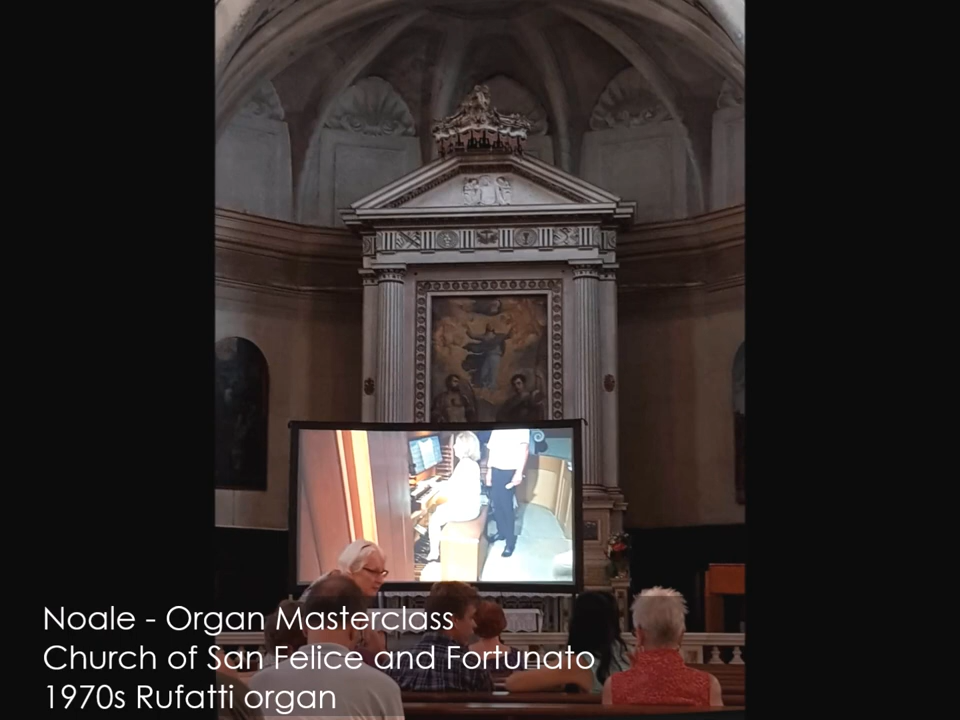 Noale - Organ Masterclass
Church of San Felice and Fortunato
1970s Rufatti organ